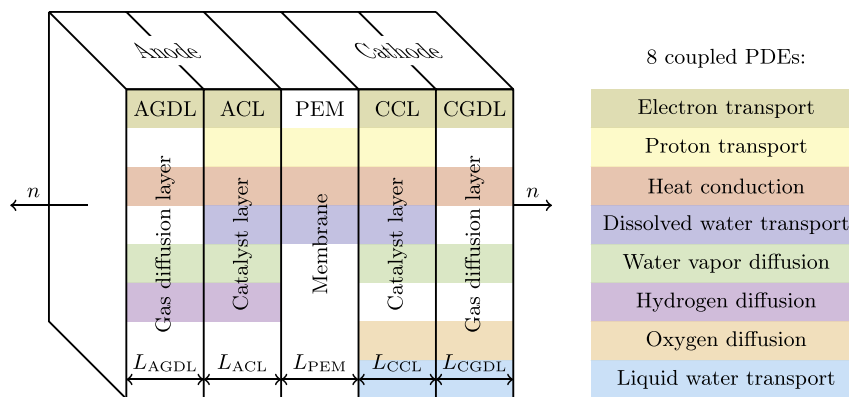 Anode
Cathode
8 coupled PDEs:
AGDL
ACL
PEM
CCL
CGDL
Electron transport
Proton transport
Heat conduction
Dissolved water transport
Water vapor diffusion
Hydrogen diffusion
Oxygen diffusion
Liquid water transport
n
n
Gas diffusion layer
Catalyst layer
Membrane
Catalyst layer
Gas diffusion layer
L_AGDL
L_ACL
L_PEM
L_CCL
L_CGDL